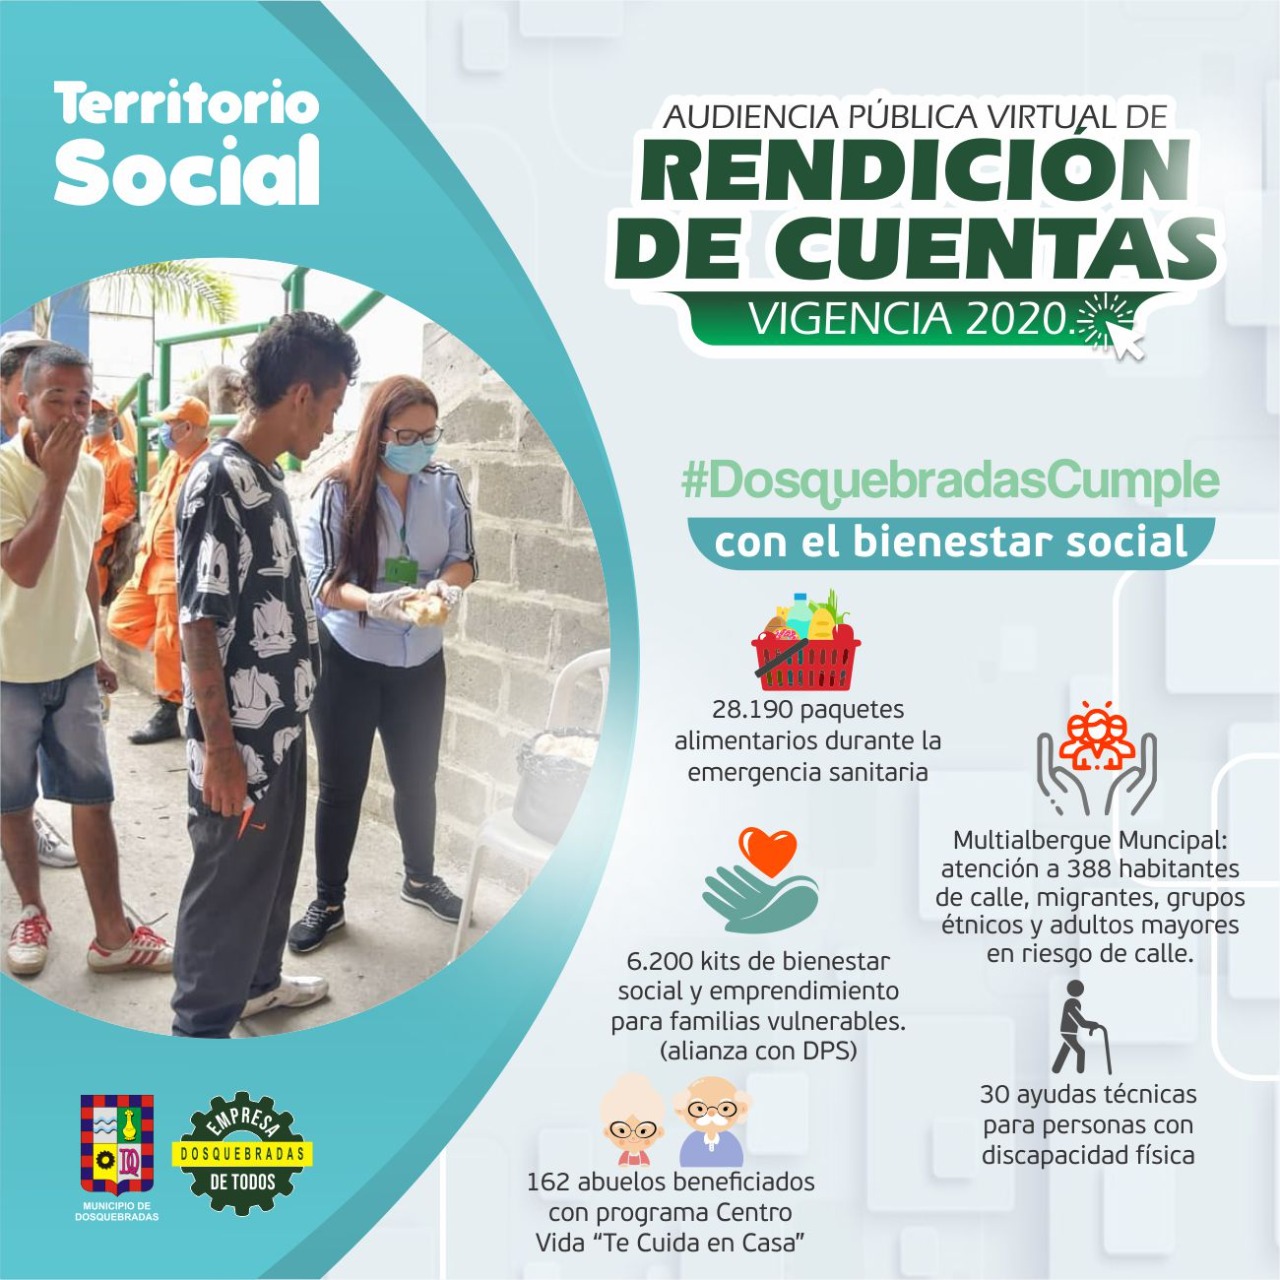 Territorio
Social
AUDIENCIA PÚBLICA VIRTUAL DE
RENDICIÓN
DE CUENTAS
VIGENCIA 2020.
#DosquebradasCumple
con el bienestar social
28.190 paquetes
alimentarios durante la
emergencia sanitaria
Multialbergue Muncipal:
atención a 388 habitantes
de calle, migrantes, grupos
étnicos y adultos mayores
en riesgo de calle.
6.200 kits de bienestar
social y emprendimiento
para familias vulnerables.
(alianza con DPS)
30 ayudas técnicas
para personas con
discapacidad física
162 abuelos beneficiados
con programa Centro
Vida “Te Cuida en Casa”
MUNICIPIO DE
DOSQUEBRADAS
EMPRESA
DOSQUEBRADAS
DE TODOS